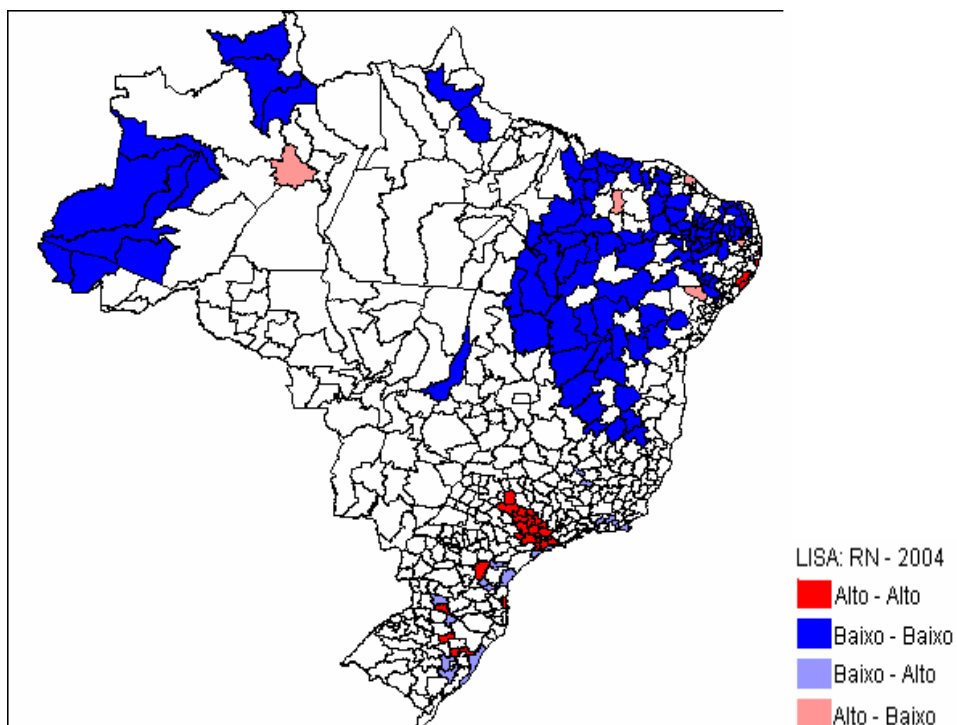 LISA: RN - 2004
Alto - Alto
Baixo - Baixo
Baixo - Alto
Alto - Baixo